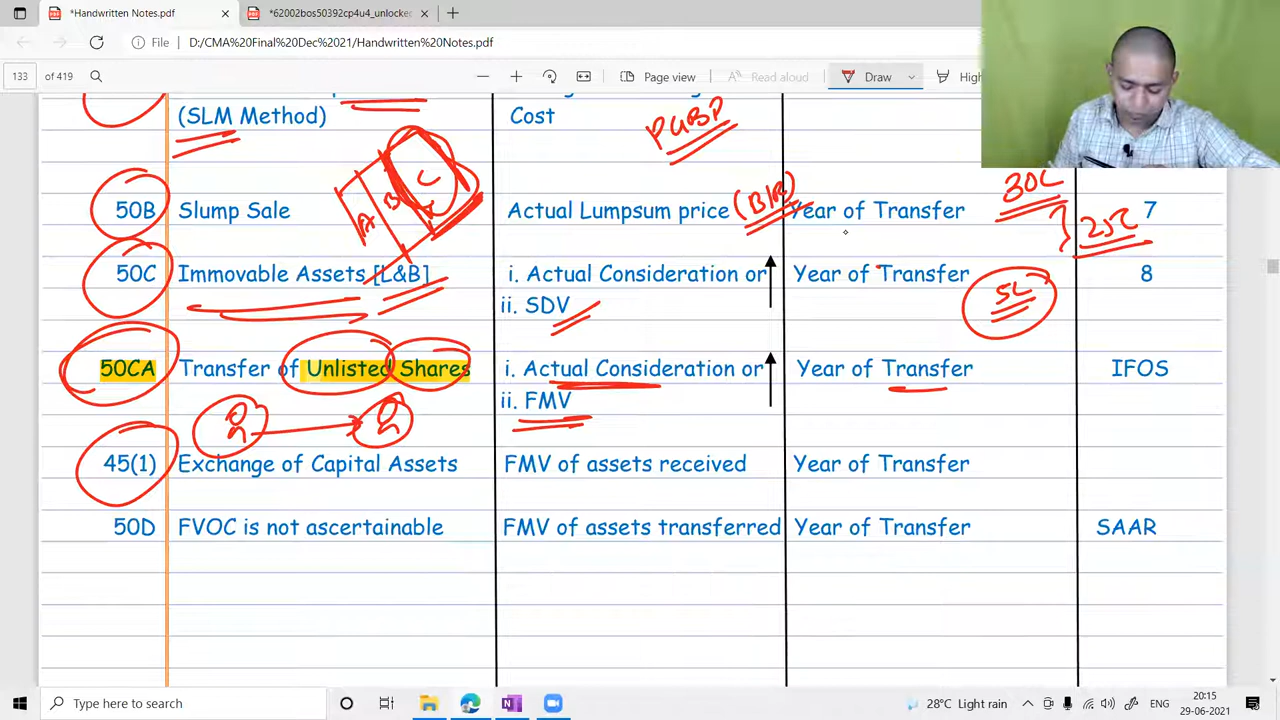 *Handwritten Notes.pdf
*62002bos50392cp4u4_unlocked
File D:/CMA%20Final%20Dec%2021/Handwritten%20Notes.pdf
133 of 419
Page view
Read aloud
Draw
High
(SLM Method)
Cost
PGBP
50B Slump Sale Actual Lumpsum price Year of Transfer 7
A B C
30L
25L
50C Immovable Assets [L&B] i. Actual Consideration or Year of Transfer 8
ii. SDV
5L
50CA Transfer of Unlisted Shares i. Actual Consideration or Year of Transfer IFOS
ii. FMV
45(1) Exchange of Capital Assets FMV of assets received Year of Transfer
50D FVOC is not ascertainable FMV of assets transferred Year of Transfer SAAR
Type here to search
28°C Light rain
ENG
20:15
29-06-2021